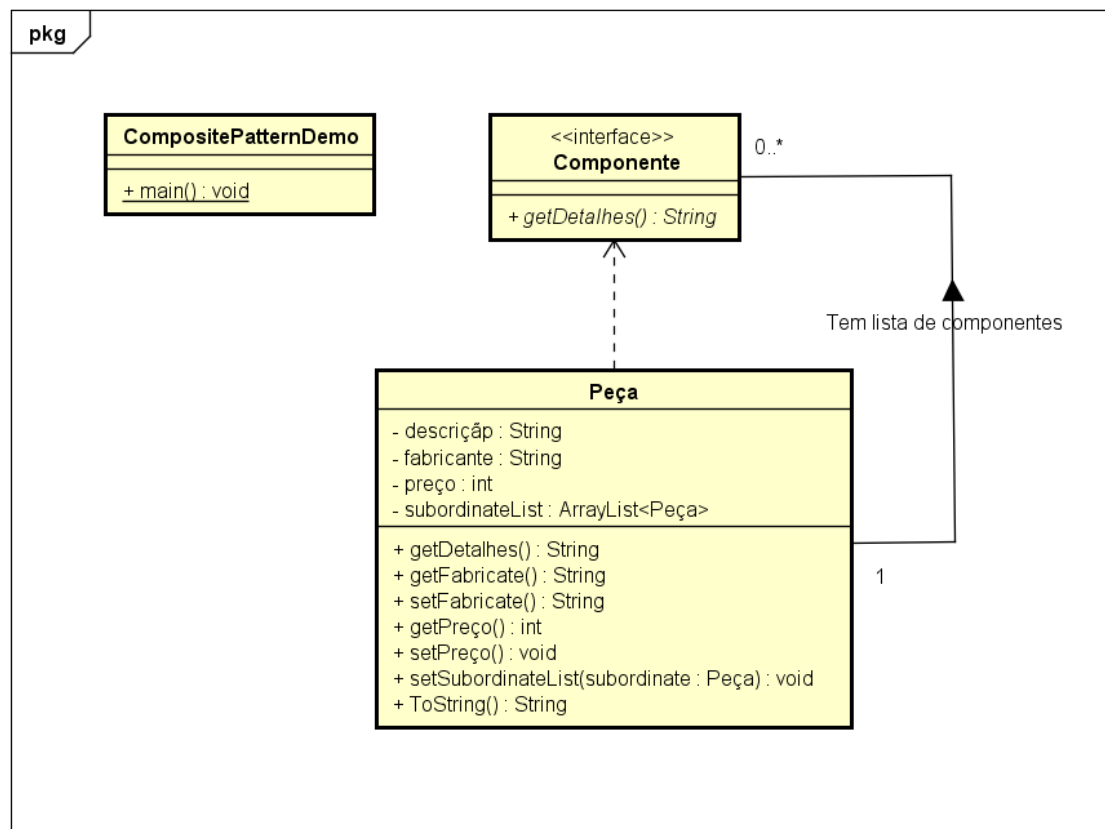 pkg
CompositePatternDemo
+ main() : void
<<interface>>
Componente
+ getDetalhes() : String
0..*
Tem lista de componentes
Peça
- descriçãp : String
- fabricante : String
- preço : int
- subordinateList : ArrayList<Peça>
+ getDetalhes() : String
+ getFabricate() : String
+ setFabricate() : String
+ getPreço() : int
+ setPreço() : void
+ setSubordinateList(subordinate : Peça) : void
+ ToString() : String
1